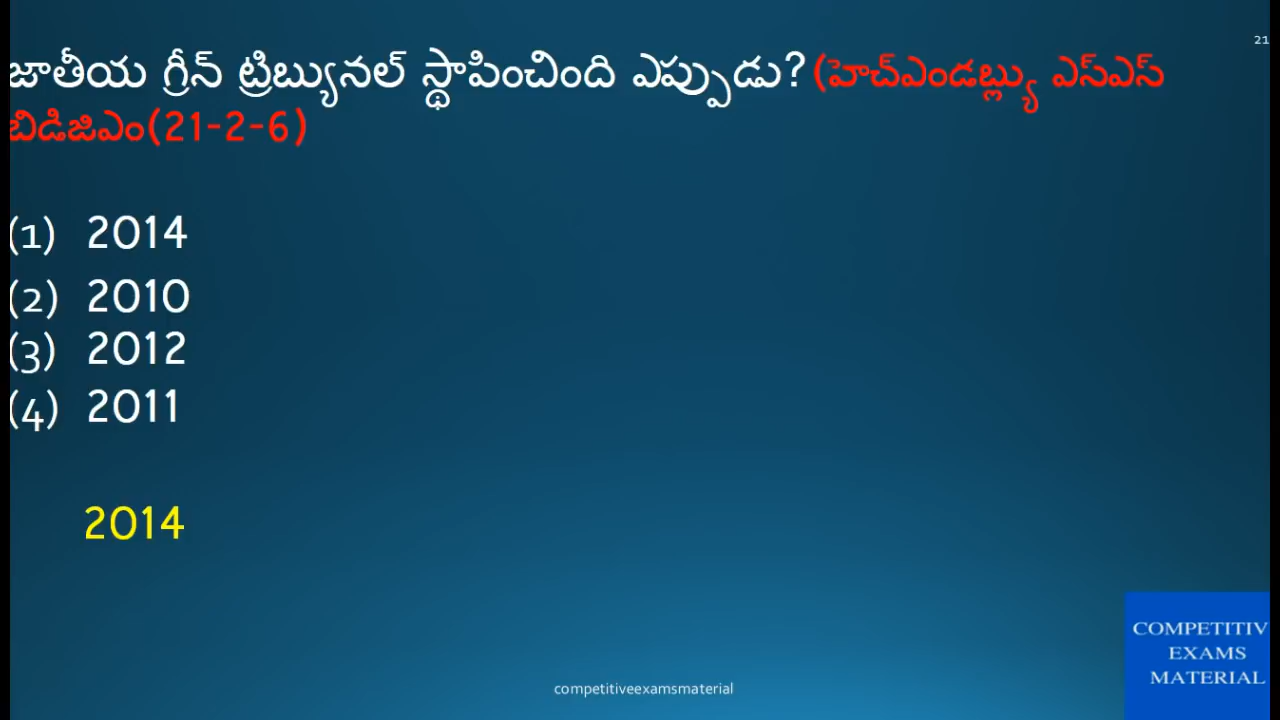 21
జాతీయ గ్రీన్ ట్రిబ్యునల్ స్థాపించింది ఎప్పుడు? (హెచ్ఎండబ్ల్యు ఎస్ఎస్
బిడిజిఎం(21-2-6)
(1) 2014
(2) 2010
(3) 2012
(4) 2011
2014
COMPETITIV
EXAMS
MATERIAL
competitiveexamsmaterial